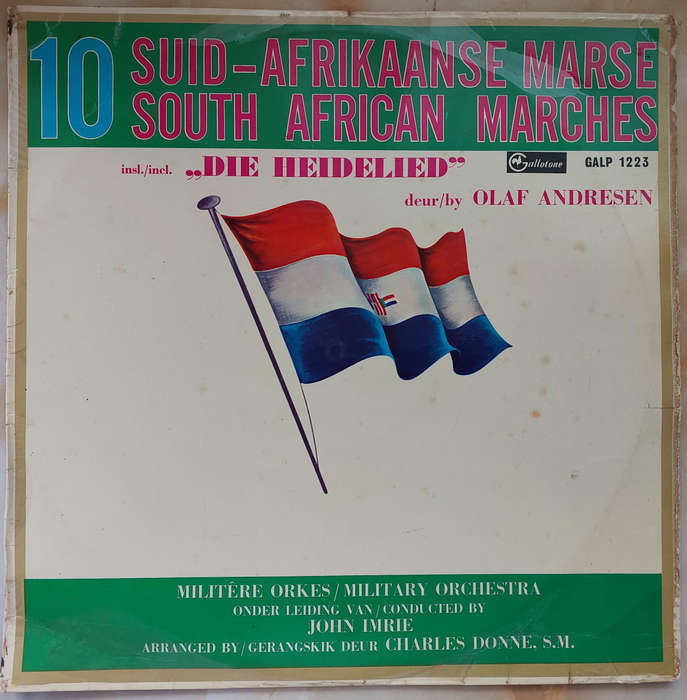 10 SUID-AFRIKAANSE MARSE
SOUTH AFRICAN MARCHES
insl./incl. „DIE HEIDELIED” Gallotone GALP 1223
deur/by OLAF ANDRESEN
MILITÊRE ORKES/MILITARY ORCHESTRA
ONDER LEIDING VAN/CONDUCTED BY
JOHN IMRIE
ARRANGED BY/GERANGSKIK DEUR CHARLES DONNE, S.M.